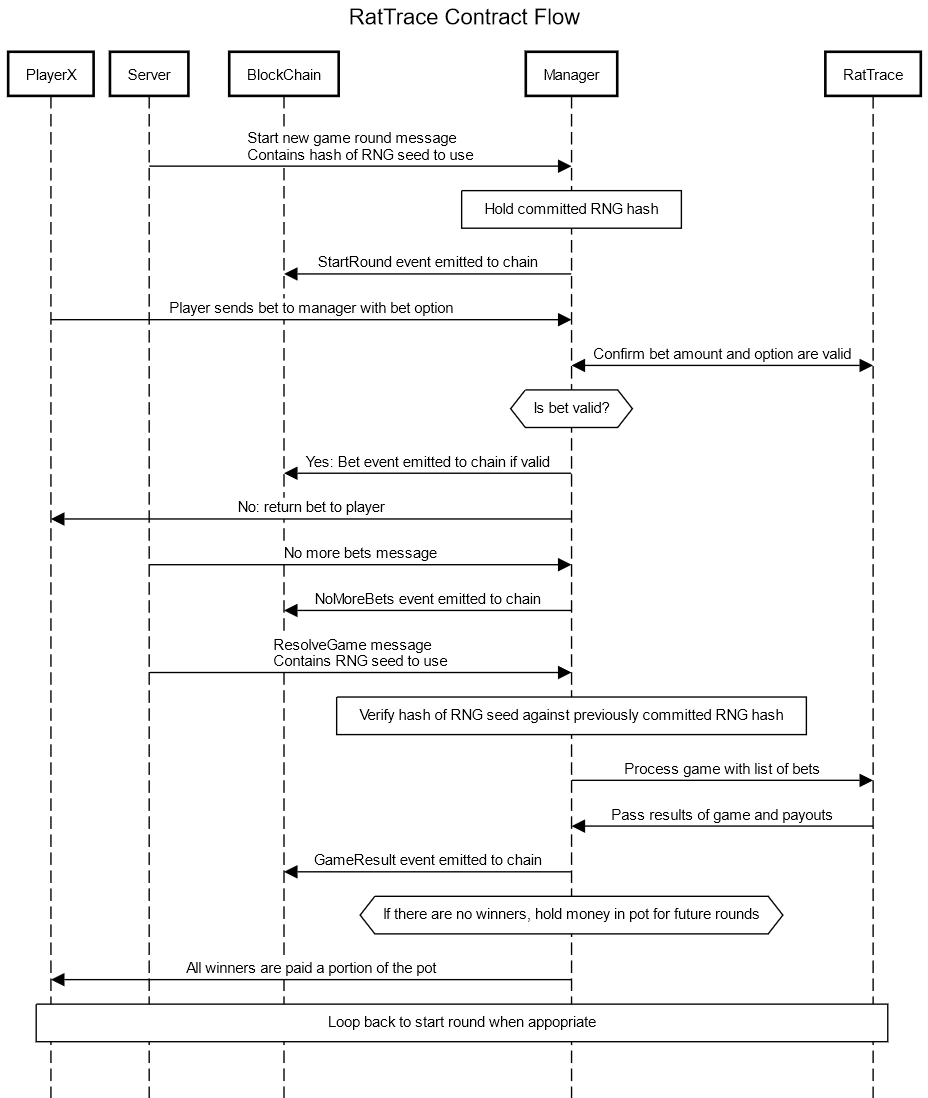 RatTrace Contract Flow
PlayerX
Server
BlockChain
Manager
RatTrace
Start new game round message
Contains hash of RNG seed to use
Hold committed RNG hash
StartRound event emitted to chain
Player sends bet to manager with bet option
Confirm bet amount and option are valid
Is bet valid?
Yes: Bet event emitted to chain if valid
No: return bet to player
No more bets message
NoMoreBets event emitted to chain
ResolveGame message
Contains RNG seed to use
Verify hash of RNG seed against previously committed RNG hash
Process game with list of bets
Pass results of game and payouts
GameResult event emitted to chain
If there are no winners, hold money in pot for future rounds
All winners are paid a portion of the pot
Loop back to start round when appopriate